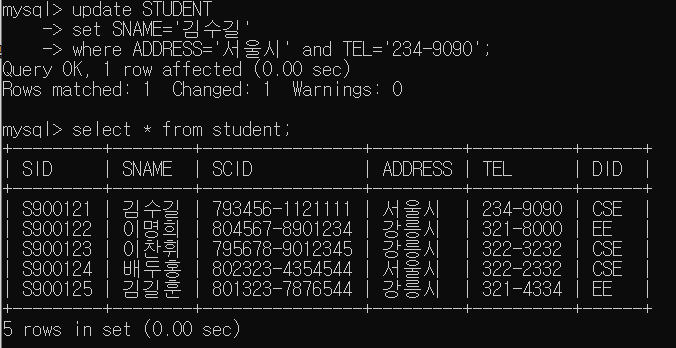 mysql> update STUDENT
    -> set SNAME='김수길'
    -> where ADDRESS='서울시' and TEL='234-9090';
Query OK, 1 row affected (0.00 sec)
Rows matched: 1  Changed: 1  Warnings: 0
mysql> select * from student;
+---------+--------+----------------+---------+----------+------+
| SID     | SNAME  | SCID           | ADDRESS | TEL      | DID  |
+---------+--------+----------------+---------+----------+------+
| S900121 | 김수길 | 793456-1121111 | 서울시  | 234-9090 | CSE  |
| S900122 | 이명희 | 804567-8901234 | 강릉시  | 321-8000 | EE   |
| S900123 | 이찬휘 | 795678-9012345 | 강릉시  | 322-3232 | CSE  |
| S900124 | 배두홍 | 802323-4354544 | 서울시  | 322-2332 | CSE  |
| S900125 | 김길훈 | 801323-7876544 | 강릉시  | 321-4334 | EE   |
+---------+--------+----------------+---------+----------+------+
5 rows in set (0.00 sec)